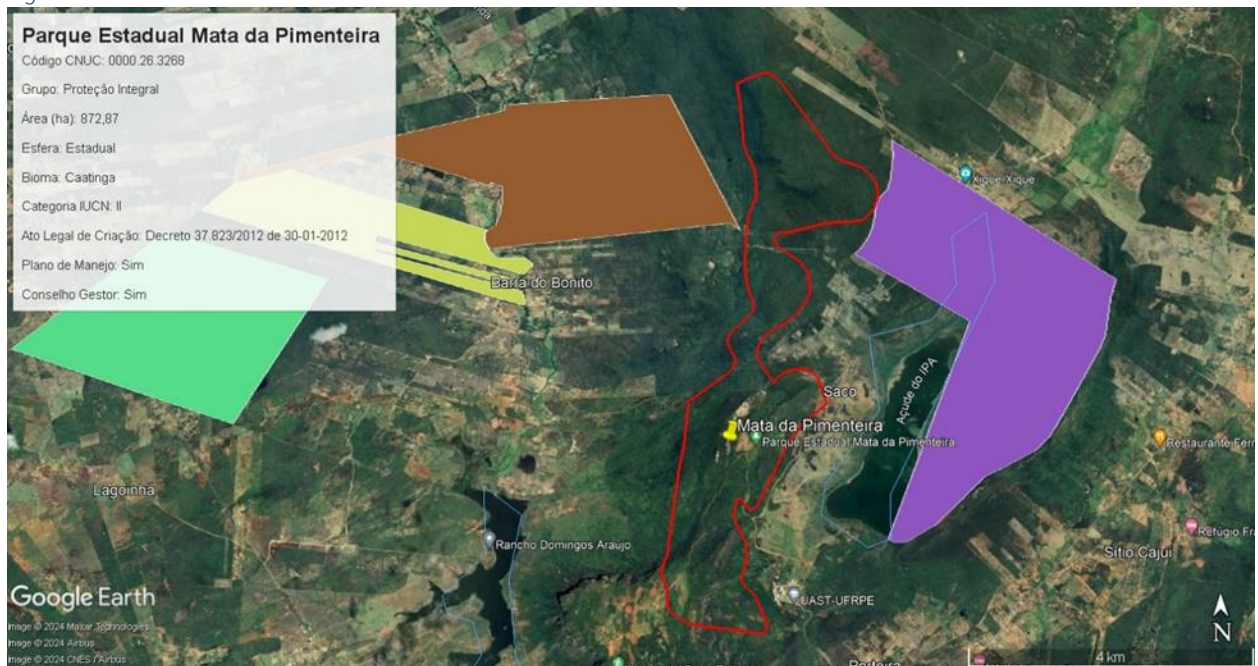 Parque Estadual Mata da Pimenteira
Código CNUC: 0000.26.3268
Grupo: Proteção Integral
Área (ha): 872,87
Esfera: Estadual
Bioma: Caatinga
Categoria IUCN: II
Ato Legal de Criação: Decreto 37.823/2012 de 30-01-2012
Plano de Manejo: Sim
Conselho Gestor: Sim
Xique/Xique
Barra do Bonito
Saco
Açude do IPA
Mata da Pimenteira
Parque Estadual Mata da Pimenteira
Restaurante
Lagoinha
Rancho Domingos Araujo
Refúgio
Sitio Cajui
UAST-UFRPE
Google Earth
Image © 2024 Maxar Technologies
Image © 2024 Airbus
Image © 2024 CNES / Airbus
N
4 km